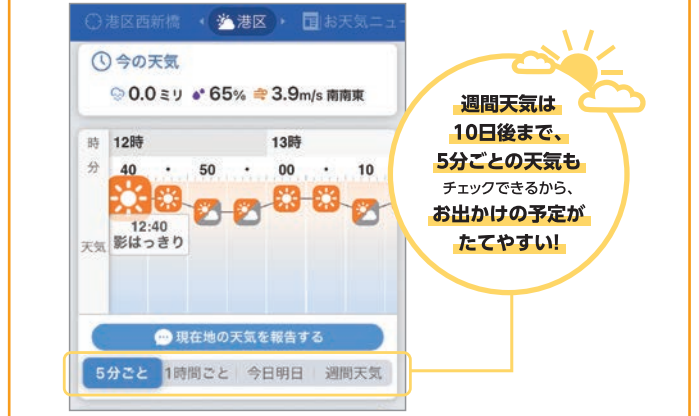 港区西新橋 港区 お天気ニュー
今の天気
0.0ミリ 65% 3.9m/s 南南東
時 12時 13時
分 40 ・ 50 ・ 00 ・ 10
12:40
影はっきり
天気
現在地の天気を報告する
5分ごと 1時間ごと 今日明日 週間天気
週間天気は
10日後まで、
5分ごとの天気も
チェックできるから、
お出かけの予定が
たてやすい!